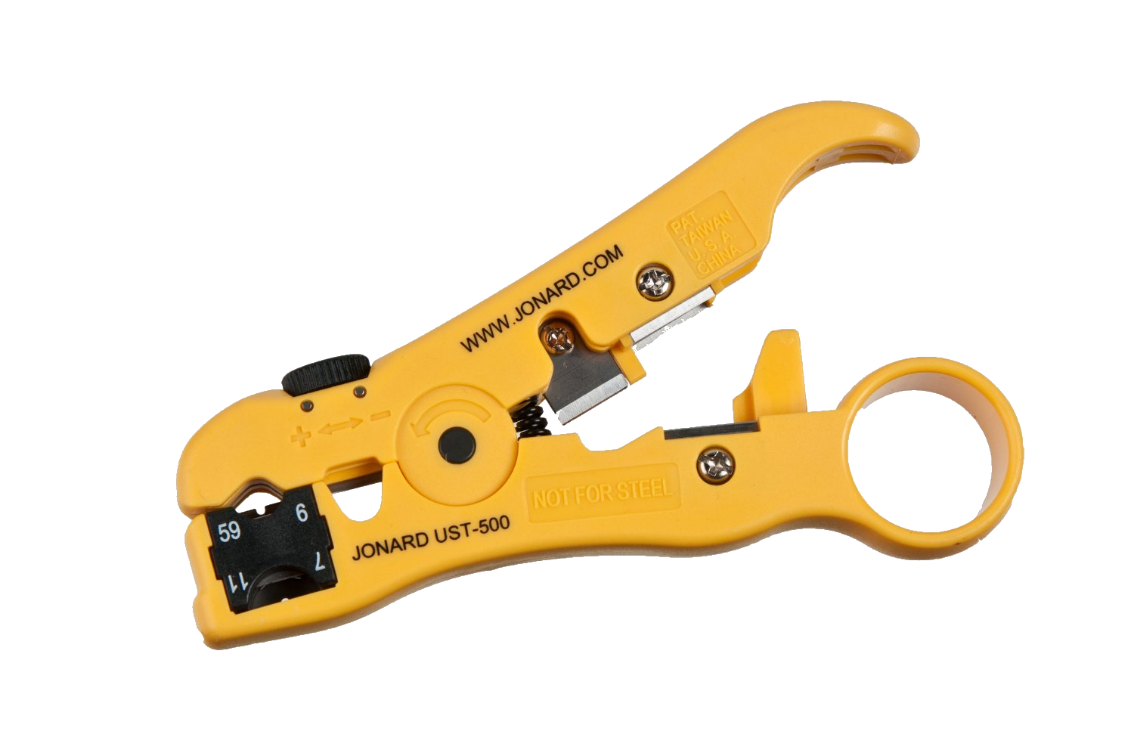 PAT
TAIWAN
U. S. A.
CHINA
WWW.JONARD.COM
+ -
NOT FOR STEEL
JONARD UST-500
59 6
11 7